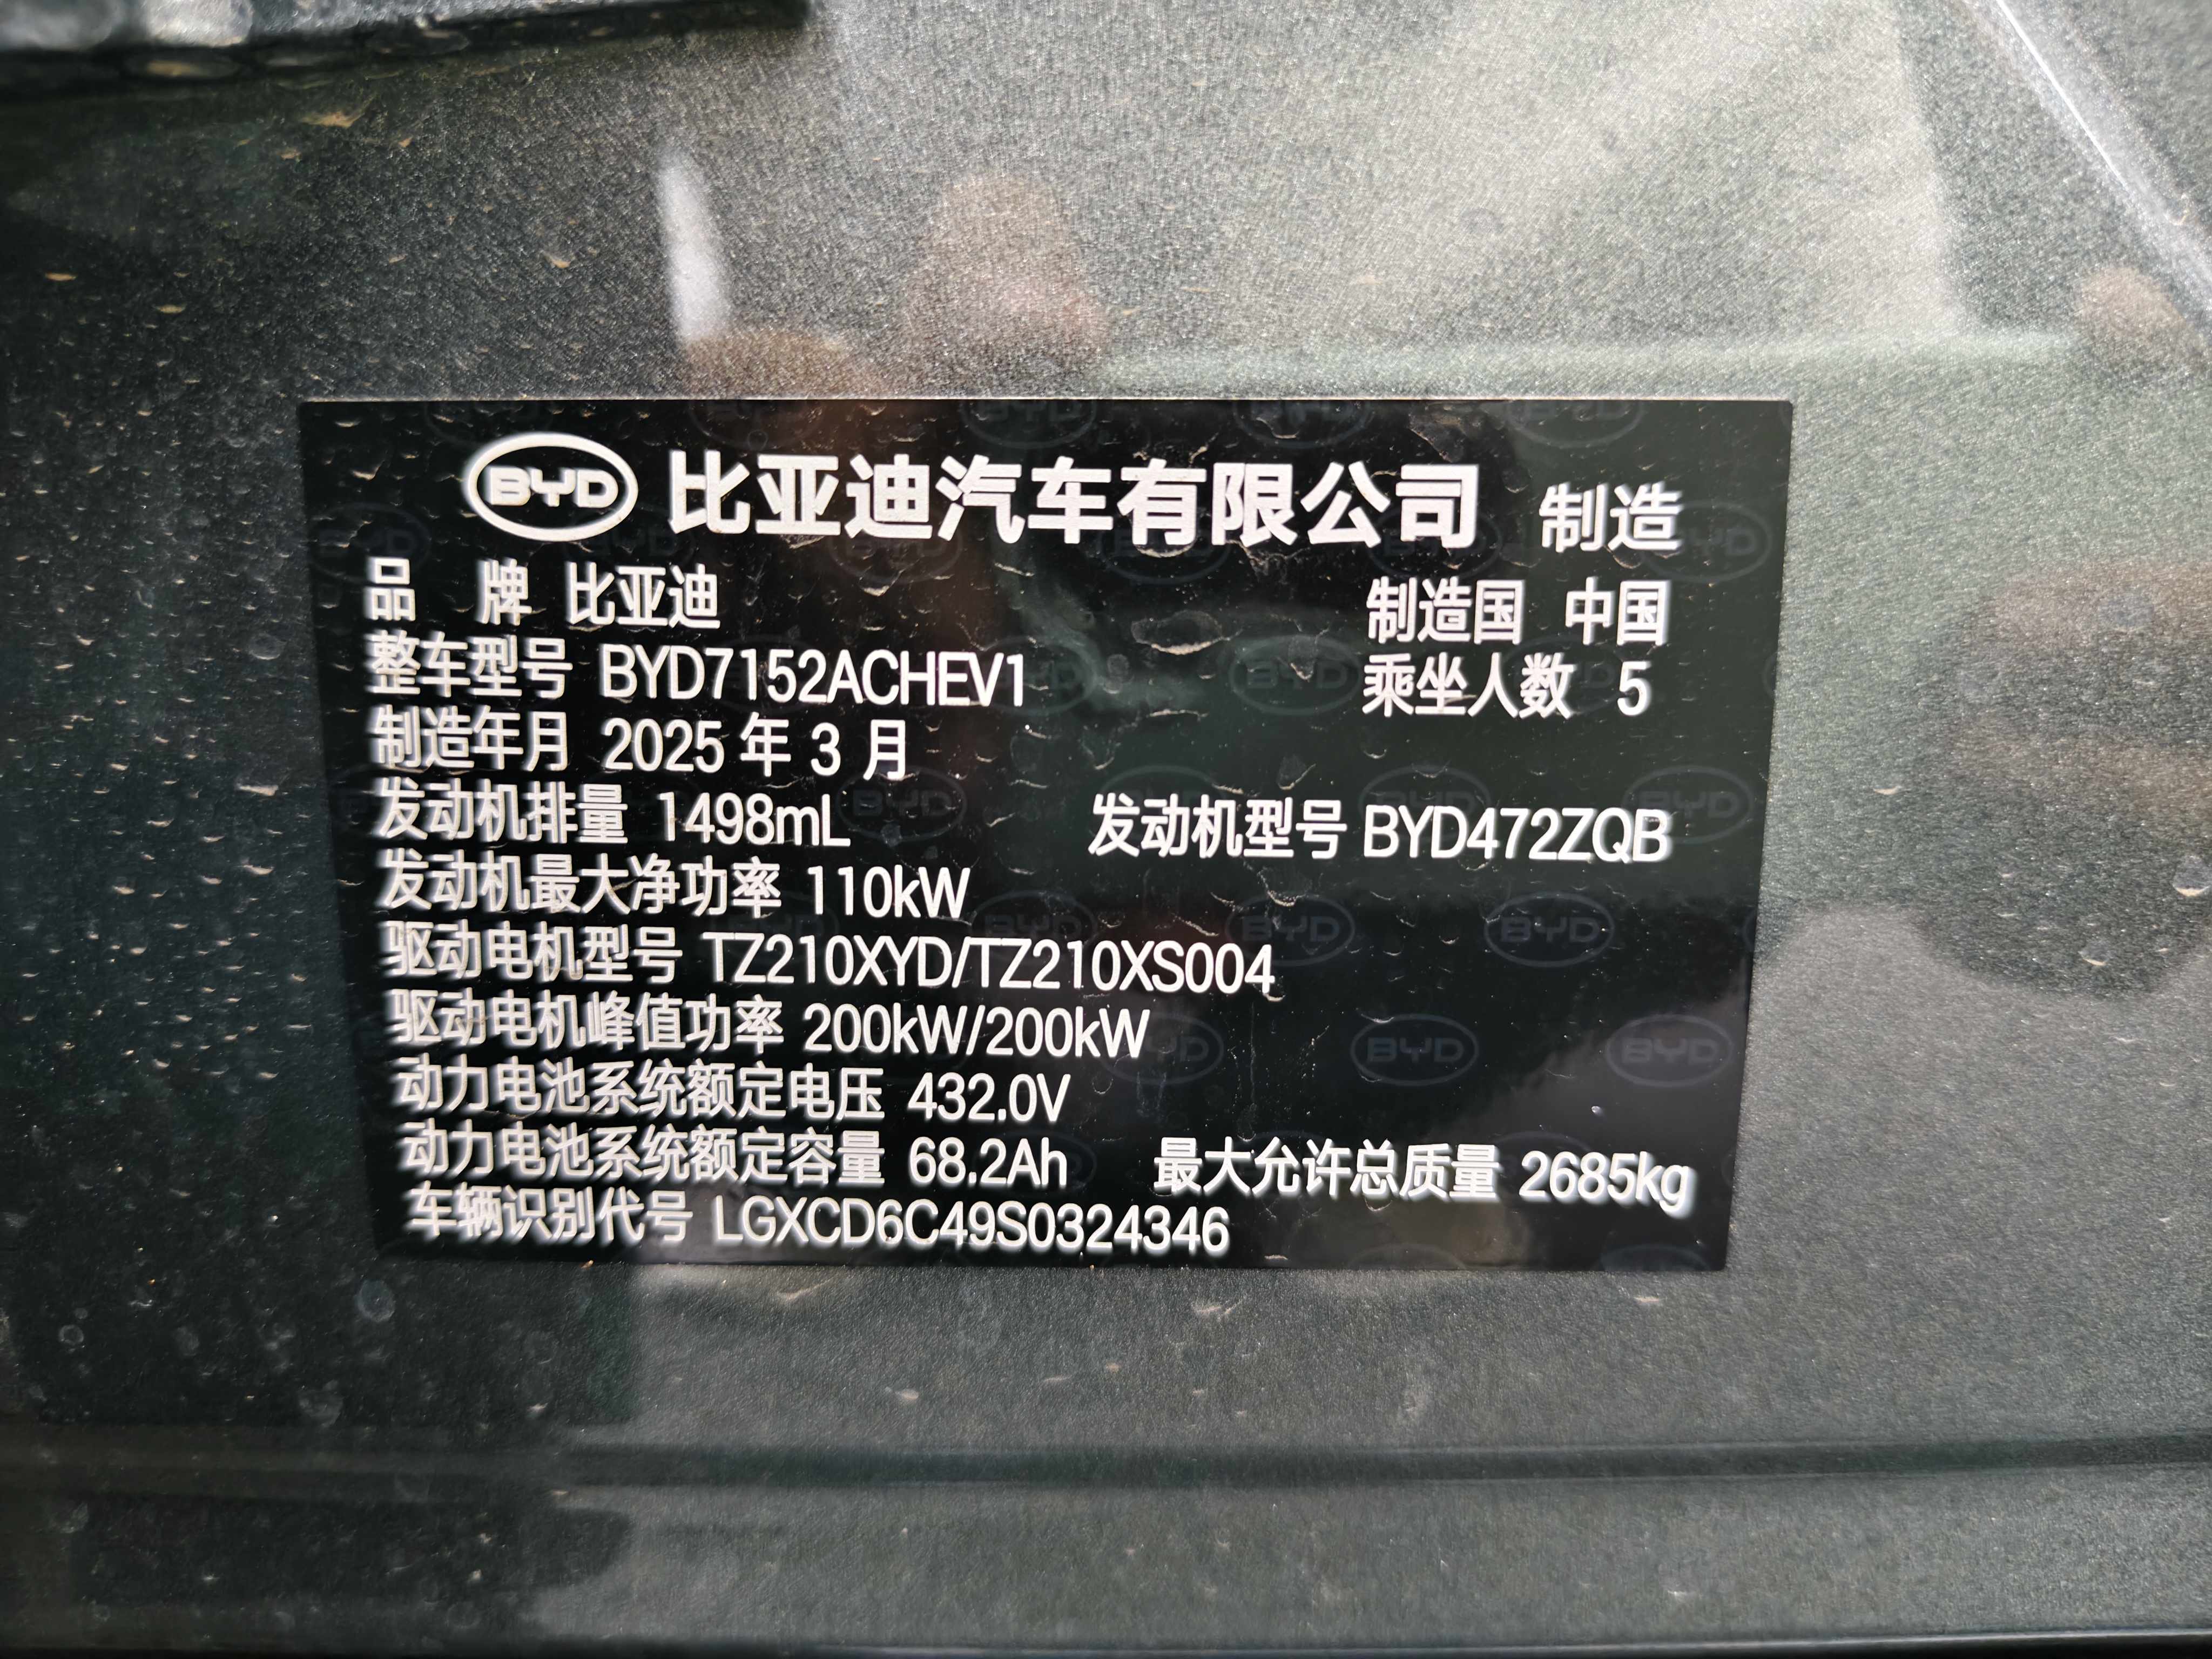 BYD 比亚迪汽车有限公司 制造
品 牌 比亚迪 制造国 中国
整车型号 BYD7152ACHEV1 乘坐人数 5
制造年月 2025 年 3 月
发动机排量 1498mL 发动机型号 BYD472ZQB
发动机最大净功率 110kW
驱动电机型号 TZ210XYD/TZ210XS004
驱动电机峰值功率 200kW/200kW
动力电池系统额定电压 432.0V
动力电池系统额定容量 68.2Ah 最大允许总质量 2685kg
车辆识别代号 LGXCD6C49S0324346